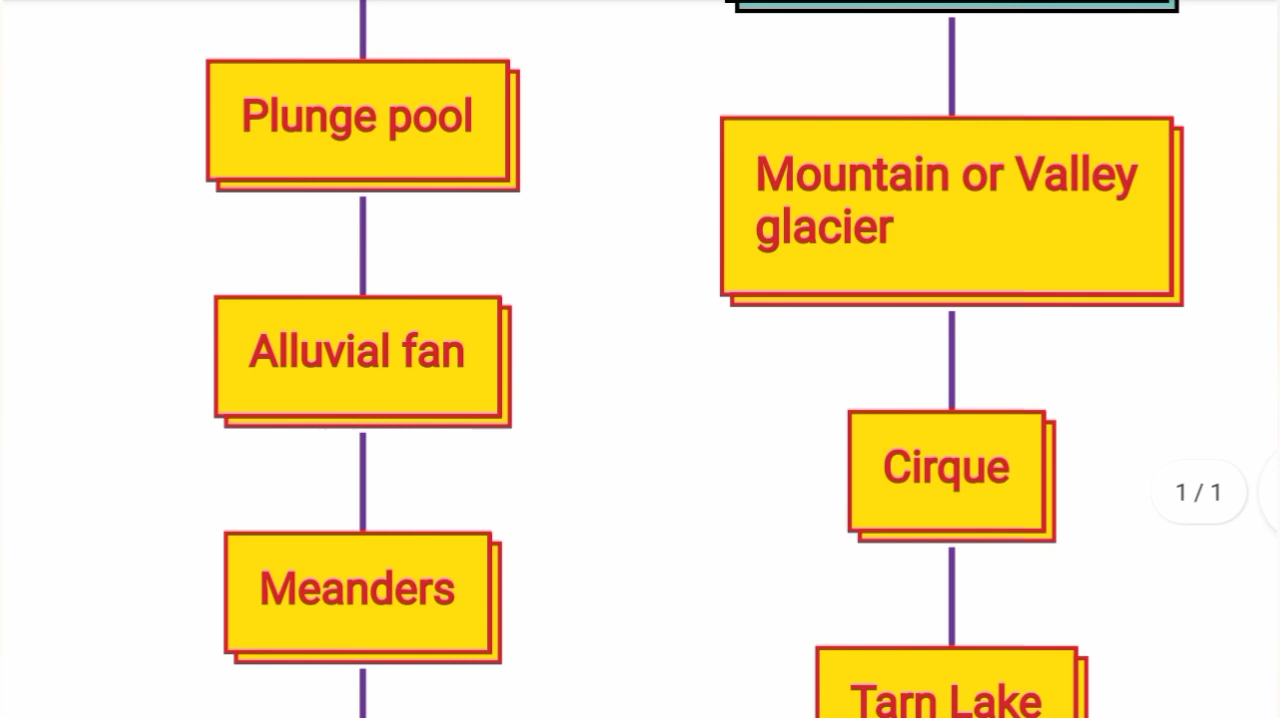 Plunge pool
Alluvial fan
Meanders
Mountain or Valley
glacier
Cirque
Tarn Lake
1 / 1